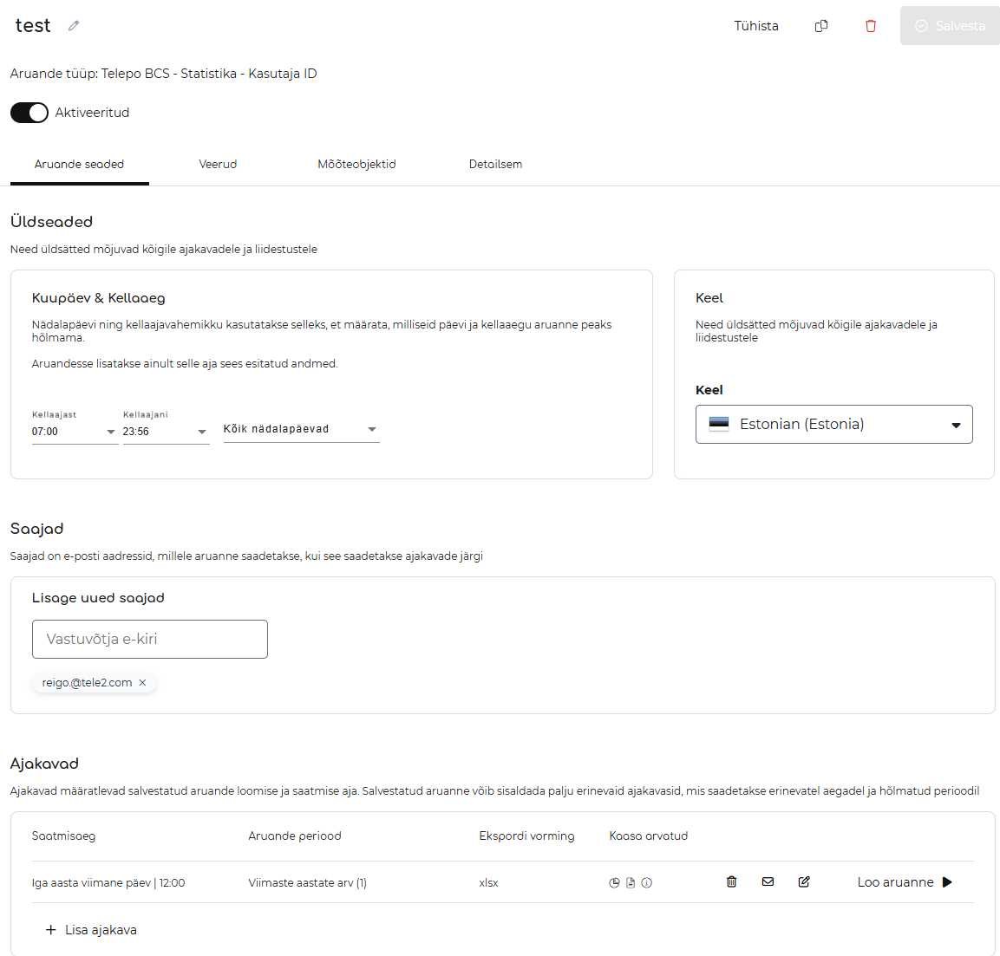 test
Tühista
Salvesta
Aruande tüüp: Telepo BCS - Statistika - Kasutaja ID
Aktiveeritud
Aruande seaded
Veerud
Mõõteobjektid
Detailsem
Üldseaded
Need üldsätted mõjuvad kõigile ajakavadele ja liidestustele
Kuupäev & Kellaaeg
Nädalapäevi ning kellaajavahemikku kasutatakse selleks, et määrata, milliseid päevi ja kellaaegu aruanne peaks
hõlmama.
Aruandesse lisatakse ainult selle aja sees esitatud andmed.
Kellaajast
07:00
Kellaajani
23:56
Kõik nädalapäevad
Keel
Need üldsätted mõjuvad kõigile ajakavadele ja
liidestustele
Keel
Estonian (Estonia)
Saajad
Saajad on e-posti aadressid, millele aruanne saadetakse, kui see saadetakse ajakavade järgi
Lisage uued saajad
Vastuvõtja e-kiri
reigo.@tele2.com
Ajakavad
Ajakavad määratlevad salvestatud aruande loomise ja saatmise aja. Salvestatud aruanne võib sisaldada palju erinevaid ajakavasid, mis saadetakse erinevatel aegadel ja hõlmatud perioodil
Saatmisaeg
Aruande periood
Ekspordi vorming
Kaasa arvatud
Iga aasta viimane päev | 12:00
Viimaste aastate arv (1)
xlsx
Loo aruanne
+ Lisa ajakava